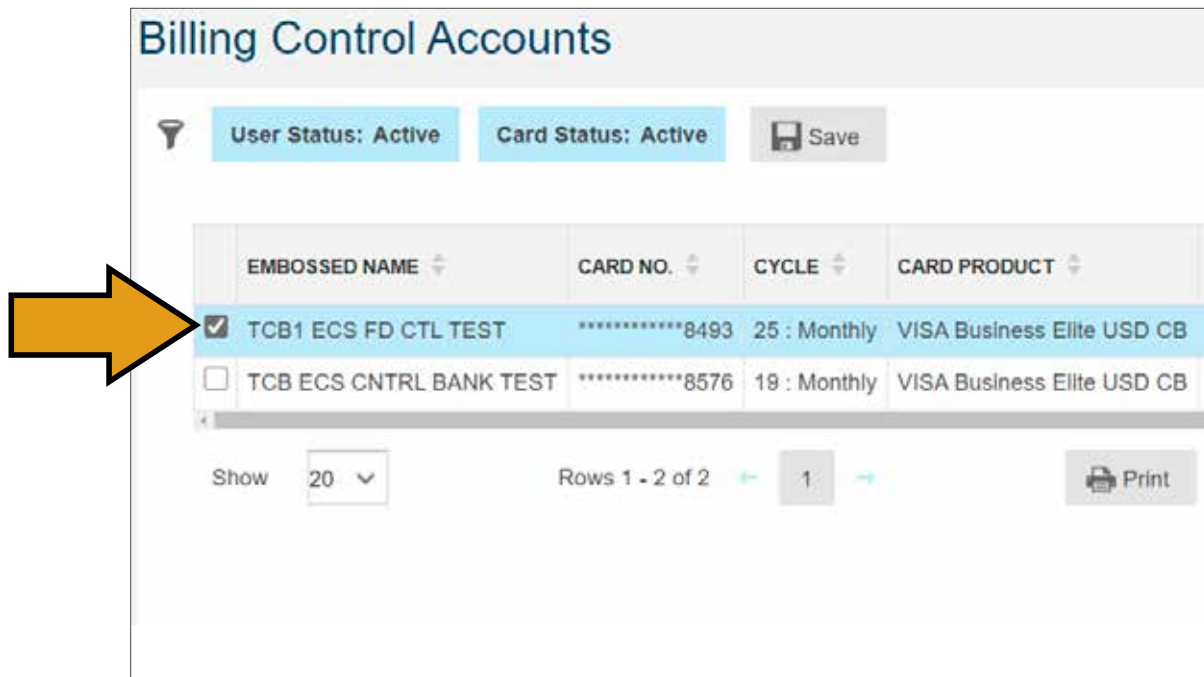 Billing Control Accounts
User Status: Active Card Status: Active Save
EMBOSSED NAME CARD NO. CYCLE CARD PRODUCT
TCB1 ECS FD CTL TEST ************8493 25 : Monthly VISA Business Elite USD CB
TCB ECS CNTRL BANK TEST ************8576 19 : Monthly VISA Business Elite USD CB
Show 20 Rows 1 - 2 of 2 1 Print